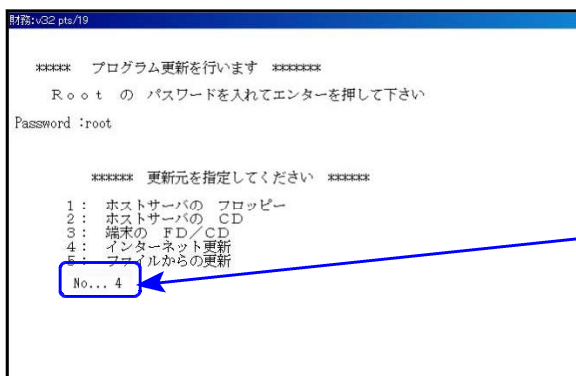 財務:v32 pts/19
***** プログラム更新を行います *******
Ｒｏｏｔ の パスワードを入れてエンターを押して下さい
Password :root
****** 更新元を指定してください ******
1： ホストサーバの フロッピー
2： ホストサーバの ＣＤ
3： 端末の ＦＤ／ＣＤ
4： インターネット更新
5： ファイルからの更新
No... 4